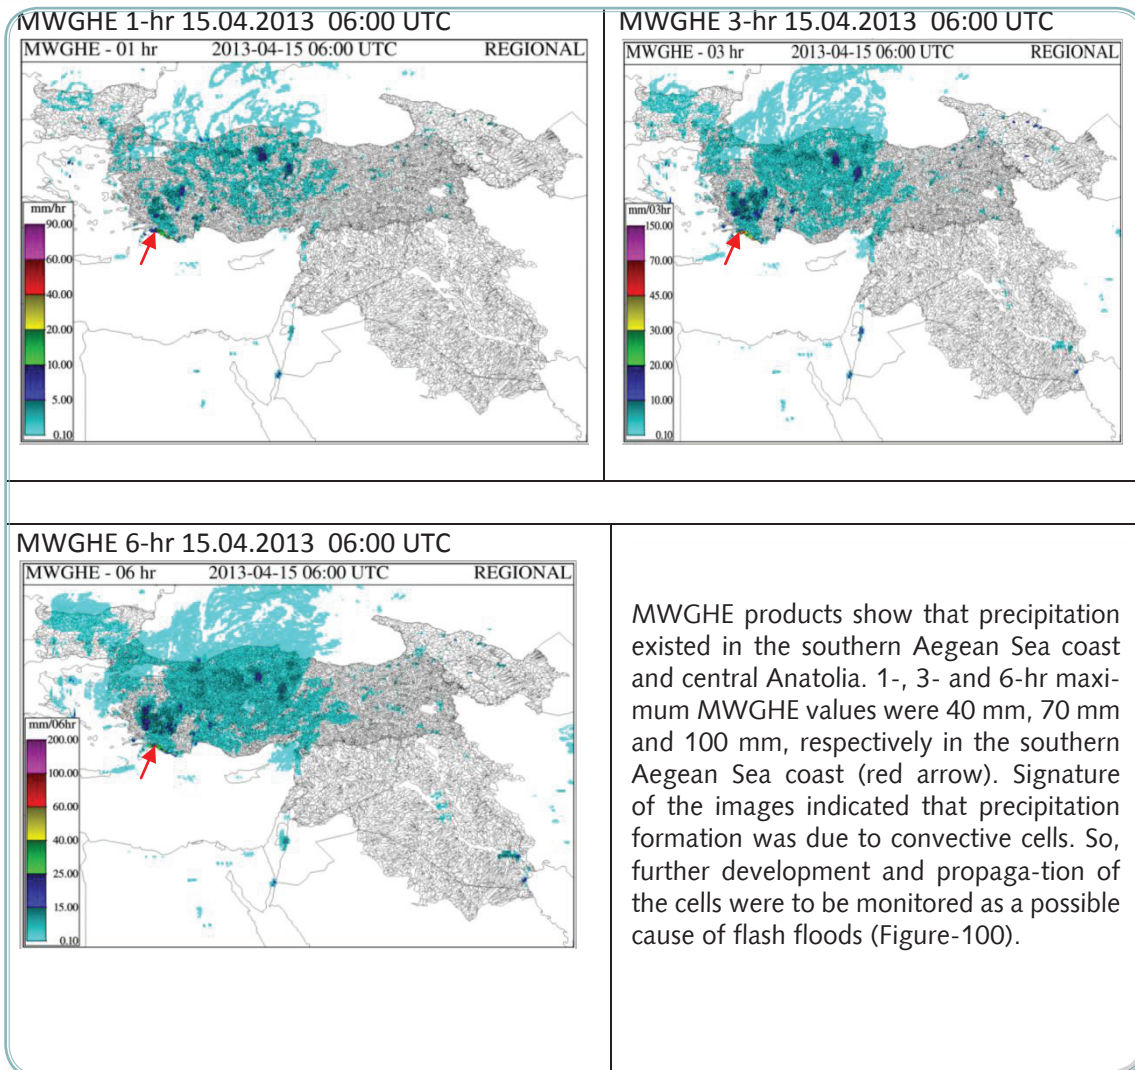 MWGHE 1-hr 15.04.2013 06:00 UTC
MWGHE - 01 hr 2013-04-15 06:00 UTC REGIONAL
mm/hr
90.00
60.00
40.00
20.00
10.00
5.00
0.10
MWGHE 3-hr 15.04.2013 06:00 UTC
MWGHE - 03 hr 2013-04-15 06:00 UTC REGIONAL
mm/03hr
150.00
70.00
45.00
30.00
20.00
10.00
0.10
MWGHE 6-hr 15.04.2013 06:00 UTC
MWGHE - 06 hr 2013-04-15 06:00 UTC REGIONAL
mm/06hr
200.00
100.00
60.00
40.00
25.00
15.00
0.10
MWGHE products show that precipitation
existed in the southern Aegean Sea coast
and central Anatolia. 1-, 3- and 6-hr maxi-
mum MWGHE values were 40 mm, 70 mm
and 100 mm, respectively in the southern
Aegean Sea coast (red arrow). Signature
of the images indicated that precipitation
formation was due to convective cells. So,
further development and propaga-tion of
the cells were to be monitored as a possible
cause of flash floods (Figure-100).